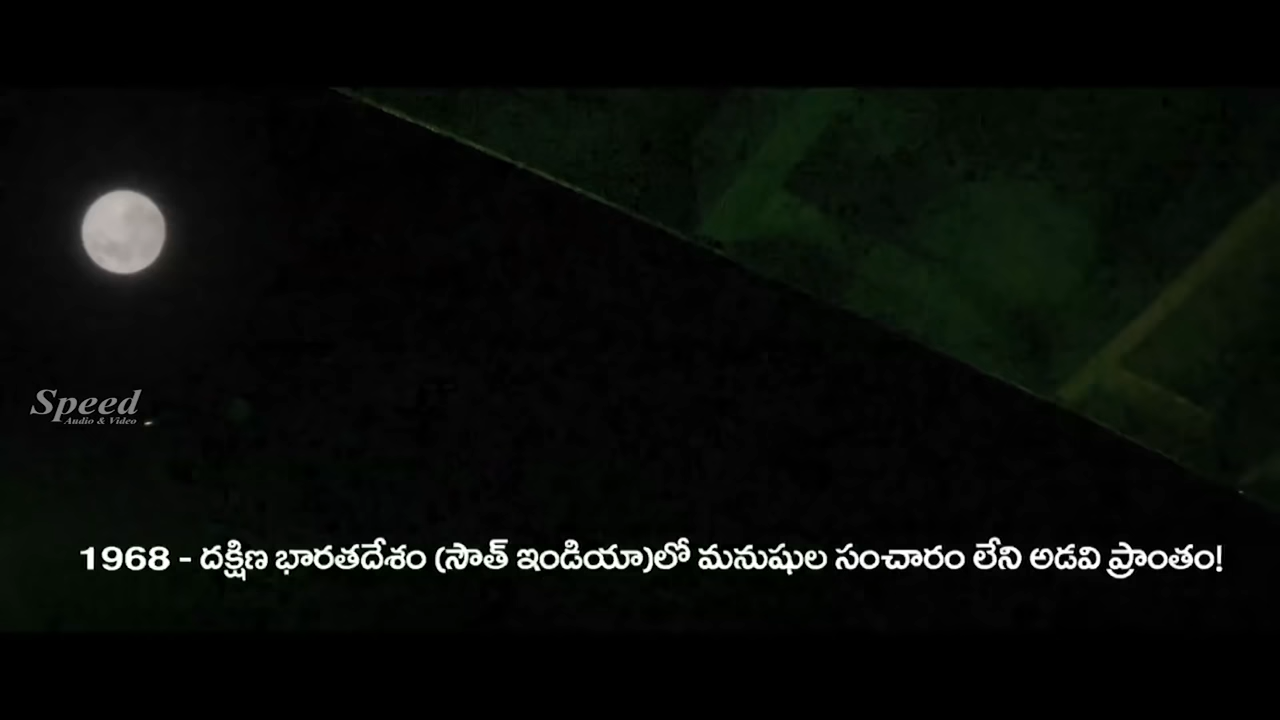 Speed
Audio & Video
1968 - దక్షిణ భారతదేశం (సౌత్ ఇండియా)లో మనుషుల సంచారం లేని అడవి ప్రాంతం!